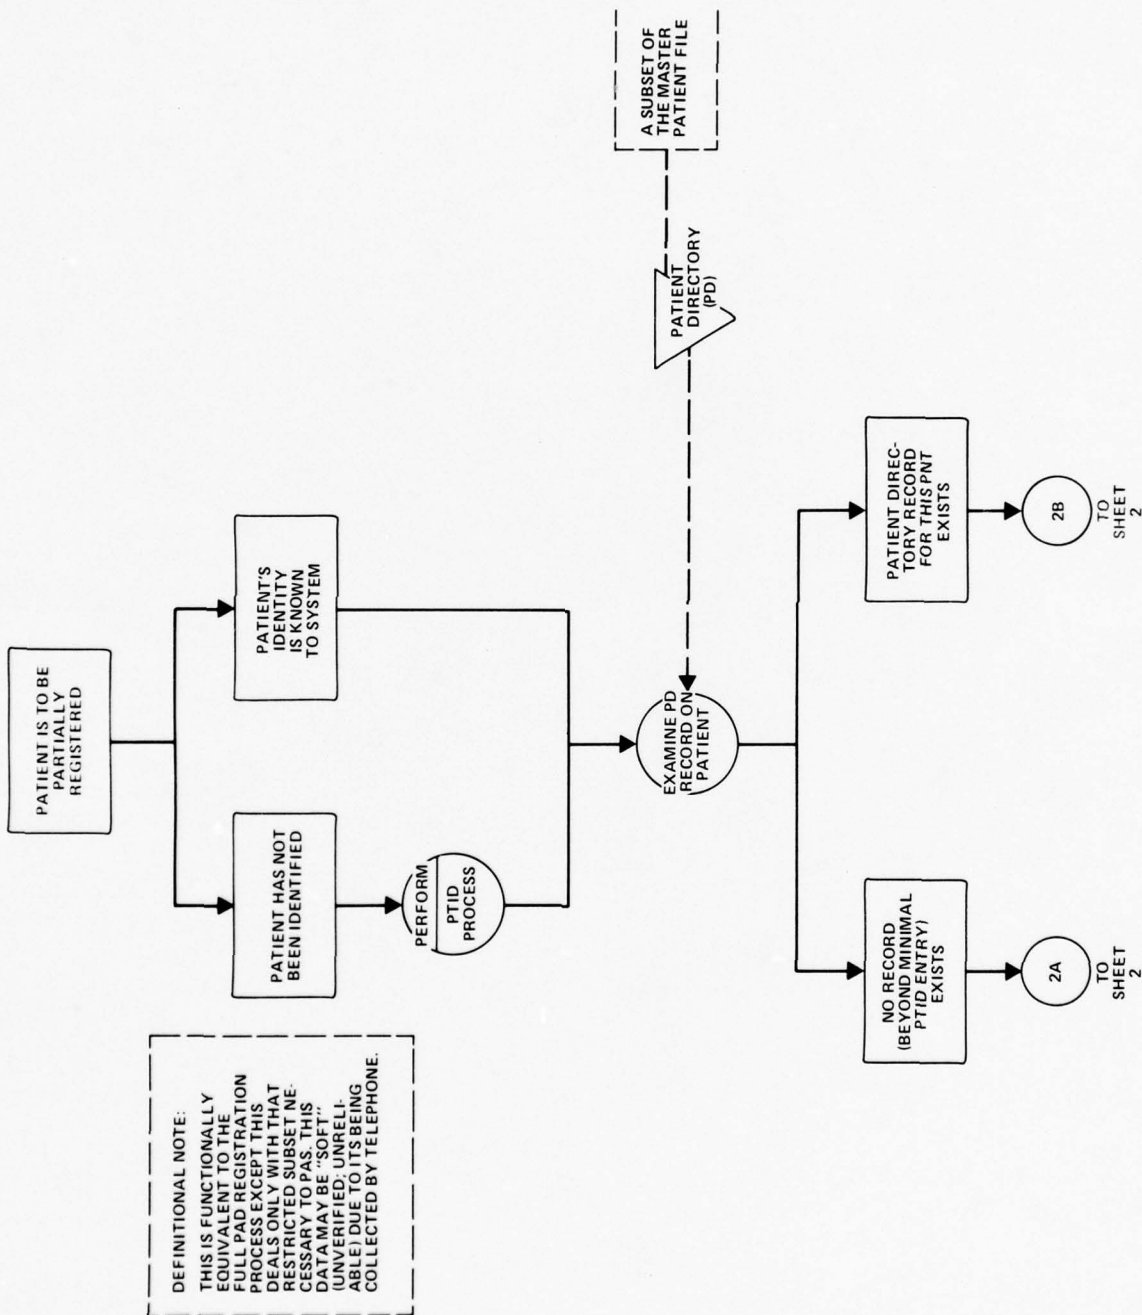 DEFINITIONAL NOTE:
THIS IS FUNCTIONALLY
EQUIVALENT TO THE
FULL PAD REGISTRATION
PROCESS EXCEPT THIS
DEALS ONLY WITH THAT
RESTRICTED SUBSET NE-
CESSARY TO PAS. THIS
DATA MAY BE "SOFT"
(UNVERIFIED; UNRELI-
ABLE) DUE TO ITS BEING
COLLECTED BY TELEPHONE.
PATIENT IS TO BE
PARTIALLY
REGISTERED
PATIENT HAS NOT
BEEN IDENTIFIED
PATIENT'S
IDENTITY
IS KNOWN
TO SYSTEM
PERFORM
PTID
PROCESS
A SUBSET OF
THE MASTER
PATIENT FILE
PATIENT
DIRECTORY
(PD)
EXAMINE PD
RECORD ON
PATIENT
NO RECORD
(BEYOND MINIMAL
PTID ENTRY)
EXISTS
PATIENT DIREC-
TORY RECORD
FOR THIS PNT
EXISTS
2A
TO
SHEET
2
2B
TO
SHEET
2